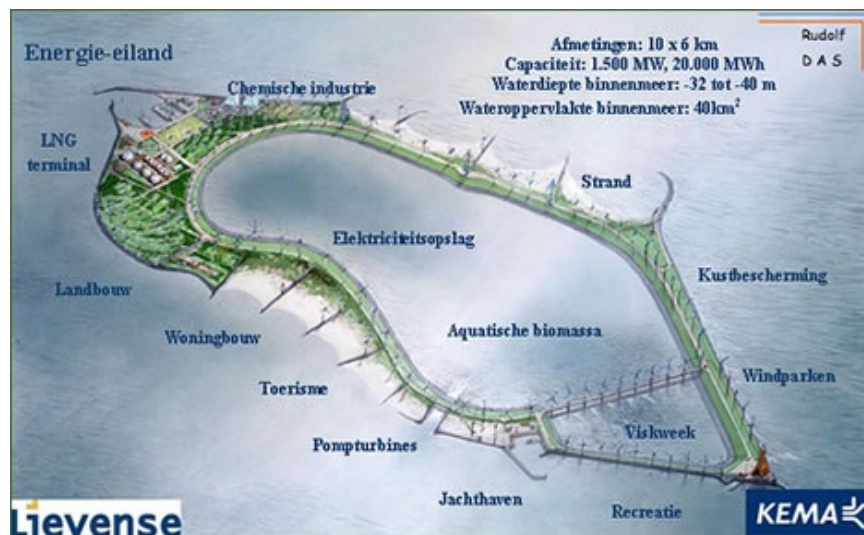 Energie-eiland
Afmetingen: 10 x 6 km
Capaciteit: 1.500 MW, 20.000 MWh
Waterdiepte binnenmeer: -32 tot -40 m
Wateroppervlakte binnenmeer: 40km²
Rudolf
DAS
Chemische industrie
LNG
terminal
Strand
Elektriciteitsopslag
Kustbescherming
Landbouw
Woningbouw
Aquatische biomassa
Windparken
Toerisme
Viskweek
Pompturbines
Jachthaven
Recreatie
Lievense
KEMA